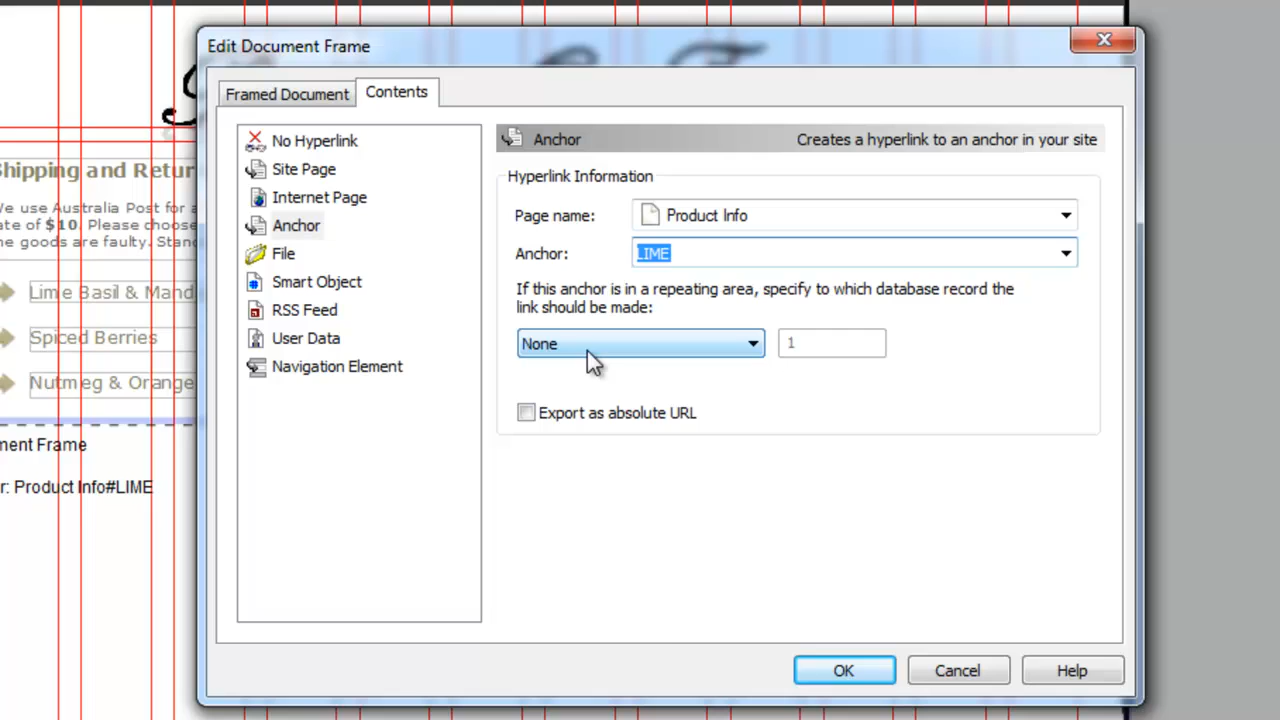 Edit Document Frame
Framed Document
Contents
No Hyperlink
Site Page
Internet Page
Anchor
File
Smart Object
RSS Feed
User Data
Navigation Element
Anchor
Creates a hyperlink to an anchor in your site
Hyperlink Information
Page name:
Product Info
Anchor:
LIME
If this anchor is in a repeating area, specify to which database record the
link should be made:
None
1
Export as absolute URL
OK
Cancel
Help
Shipping and Retur
We use Australia Post for a
ate of $10. Please choose
he goods are faulty. Stand
Lime Basil & Mand
Spiced Berries
Nutmeg & Orange
ment Frame
r: Product Info#LIME